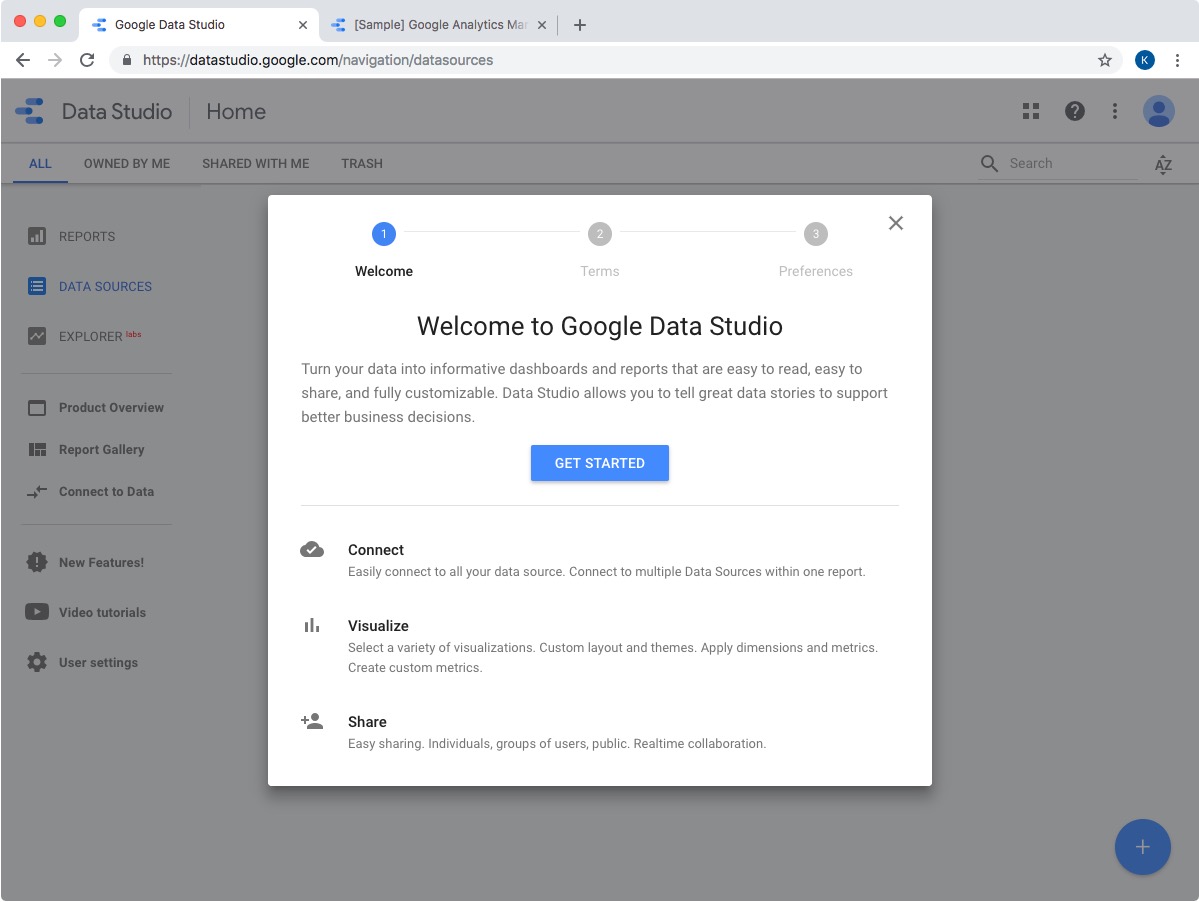 Google Data Studio
[Sample] Google Analytics Mar
https://datastudio.google.com/navigation/datasources
K
Data Studio
Home
ALL
OWNED BY ME
SHARED WITH ME
TRASH
Search
AZ
REPORTS
DATA SOURCES
EXPLORER labs
Product Overview
Report Gallery
Connect to Data
New Features!
Video tutorials
User settings
1
2
3
Welcome
Terms
Preferences
Welcome to Google Data Studio
Turn your data into informative dashboards and reports that are easy to read, easy to
share, and fully customizable. Data Studio allows you to tell great data stories to support
better business decisions.
GET STARTED
Connect
Easily connect to all your data source. Connect to multiple Data Sources within one report.
Visualize
Select a variety of visualizations. Custom layout and themes. Apply dimensions and metrics.
Create custom metrics.
Share
Easy sharing. Individuals, groups of users, public. Realtime collaboration.